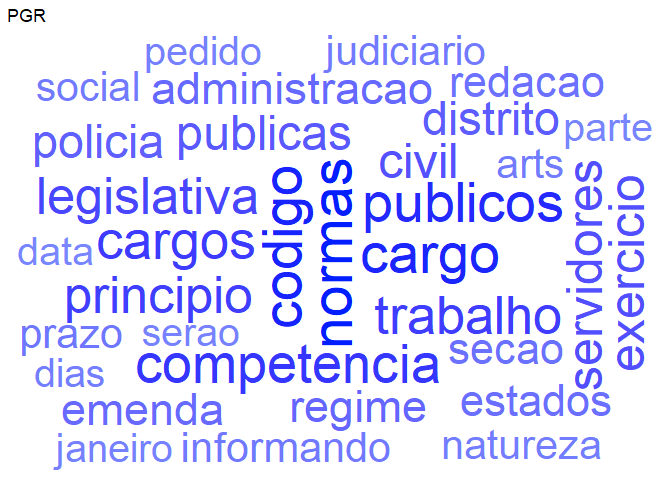 PGR
pedido judiciario
social administracao redacao
policia publicas distrito parte
legislativa civil arts
codigo normas publicos servidores exercicio
data cargos cargo
principio trabalho
prazo serao secao
dias competencia
emenda regime estados
janeiro informando natureza